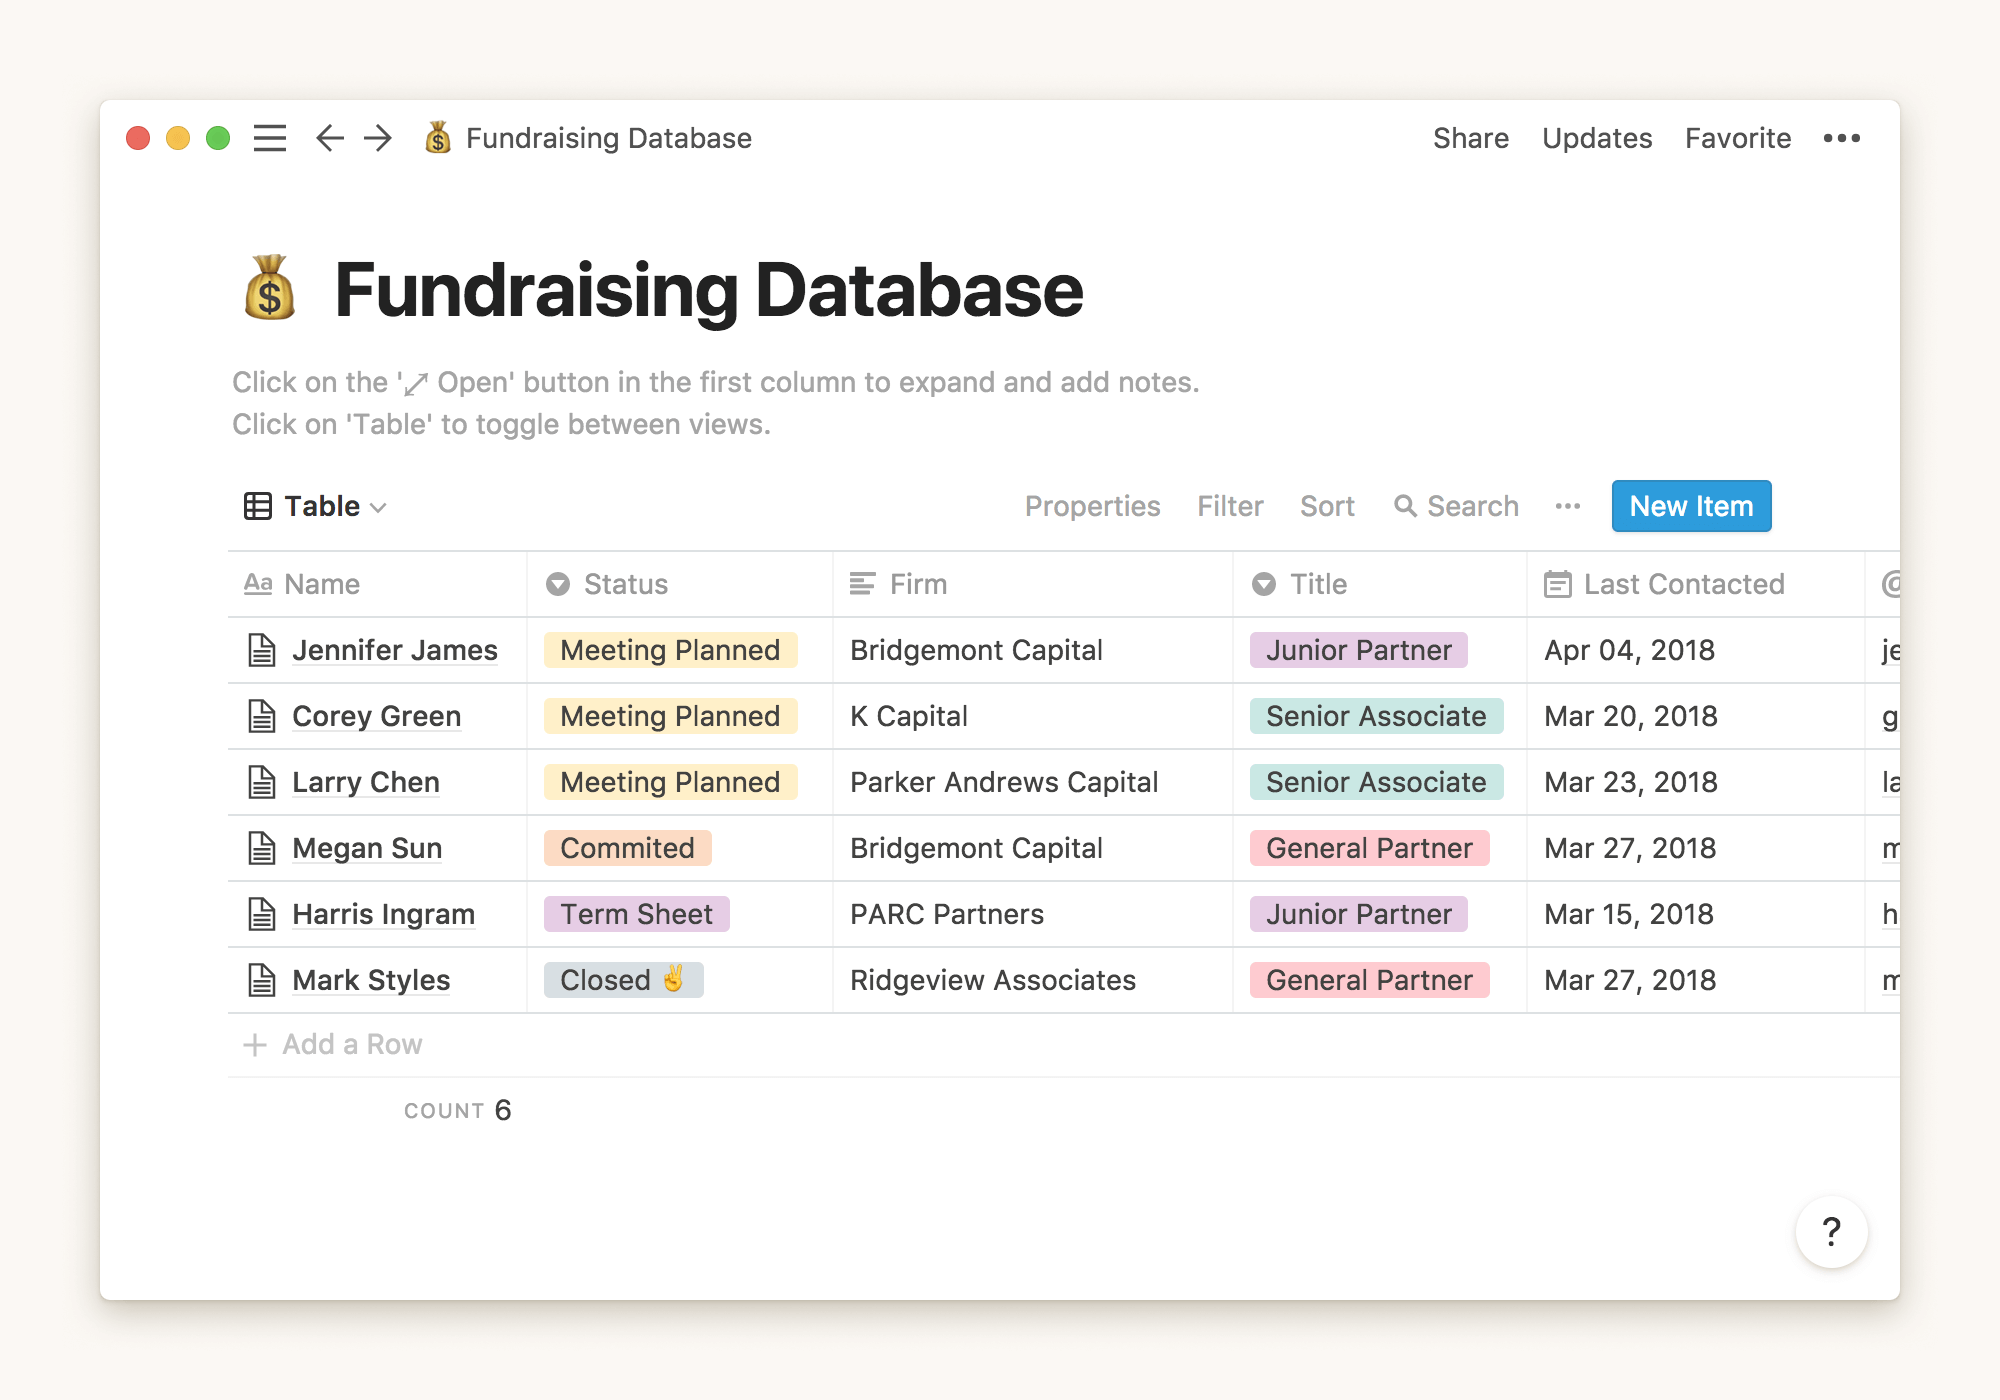 Fundraising Database
Share Updates Favorite •••
Fundraising Database
Click on the '⤢ Open' button in the first column to expand and add notes.
Click on 'Table' to toggle between views.
Table Properties Filter Sort Search ••• New Item
Aa Name Status Firm Title Last Contacted @
Jennifer James Meeting Planned Bridgemont Capital Junior Partner Apr 04, 2018 je
Corey Green Meeting Planned K Capital Senior Associate Mar 20, 2018 g
Larry Chen Meeting Planned Parker Andrews Capital Senior Associate Mar 23, 2018 la
Megan Sun Commited Bridgemont Capital General Partner Mar 27, 2018 m
Harris Ingram Term Sheet PARC Partners Junior Partner Mar 15, 2018 h
Mark Styles Closed ✌️ Ridgeview Associates General Partner Mar 27, 2018 m
+ Add a Row
COUNT 6
?